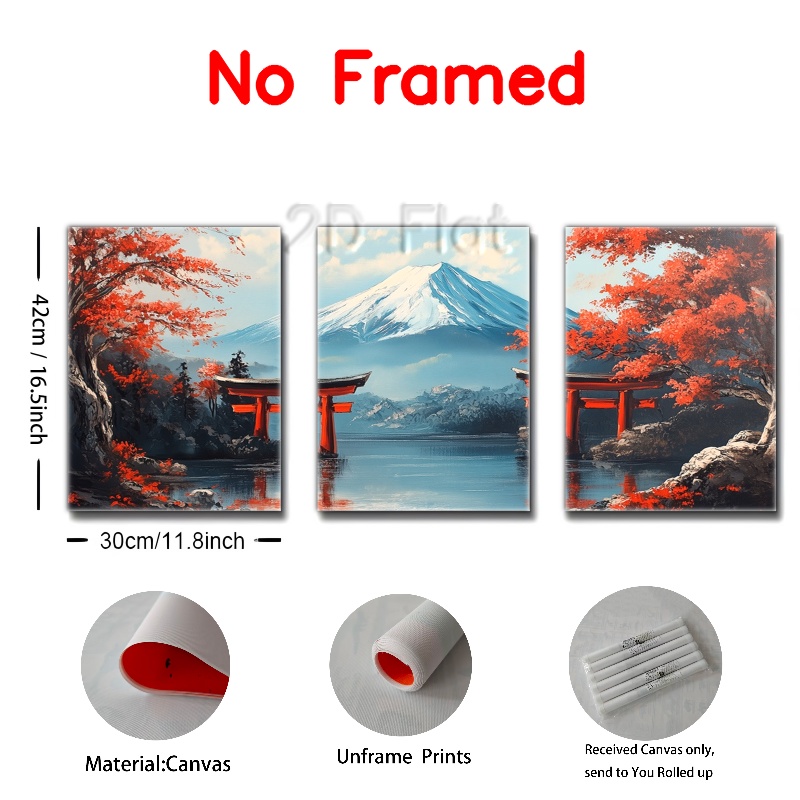 No Framed
2D Flat
42cm / 16.5inch
30cm/11.8inch
Material:Canvas
Unframe Prints
Received Canvas only,
send to You Rolled up